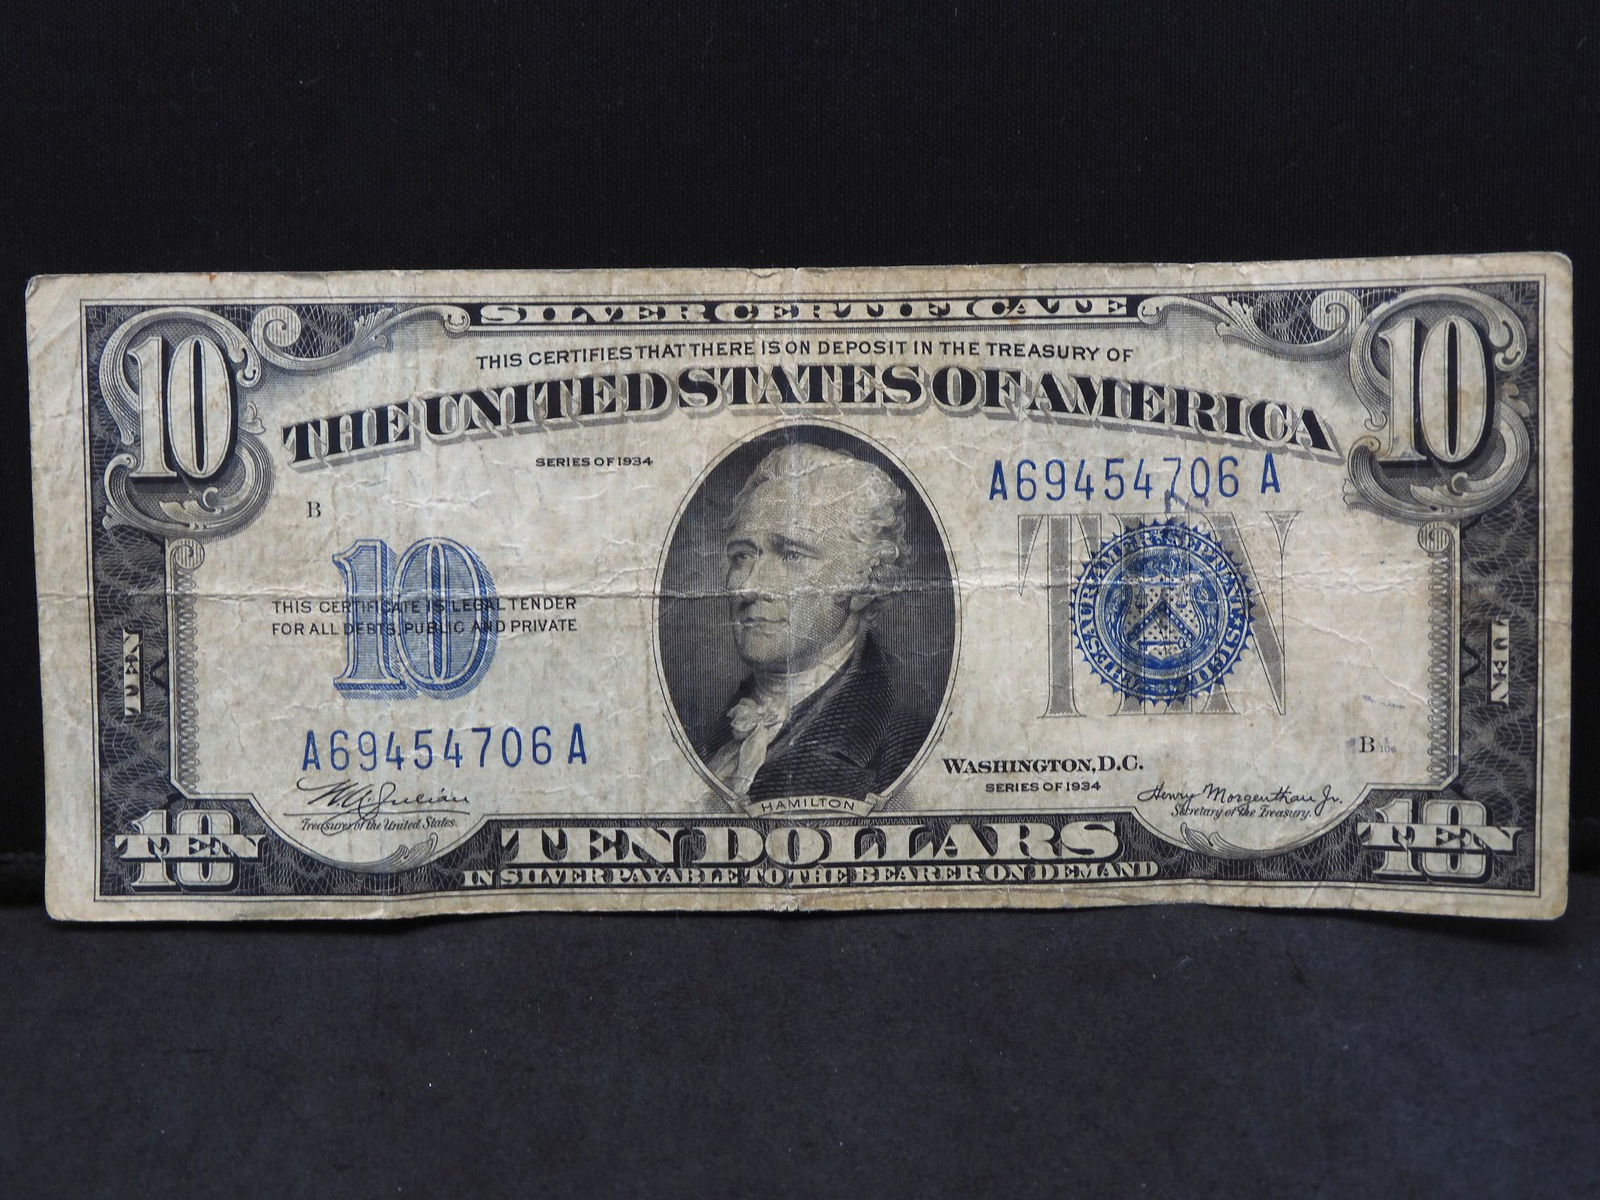 SILVER CERTIFICATE
10
10
THIS CERTIFIES THAT THERE IS ON DEPOSIT IN THE TREASURY OF
THE UNITED STATES OF AMERICA
SERIES OF 1934
A69454706A
B
TEN
10
THIS CERTIFICATE IS LEGAL TENDER
FOR ALL DEBTS, PUBLIC AND PRIVATE
TEN
TEN
A69454706A
B
WASHINGTON, D.C.
SERIES OF 1934
W.A. Julian
Treasurer of the United States.
HAMILTON
Henry Morgenthau Jr.
Secretary of the Treasury.
10
TEN
TEN DOLLARS
10
TEN
IN SILVER PAYABLE TO THE BEARER ON DEMAND